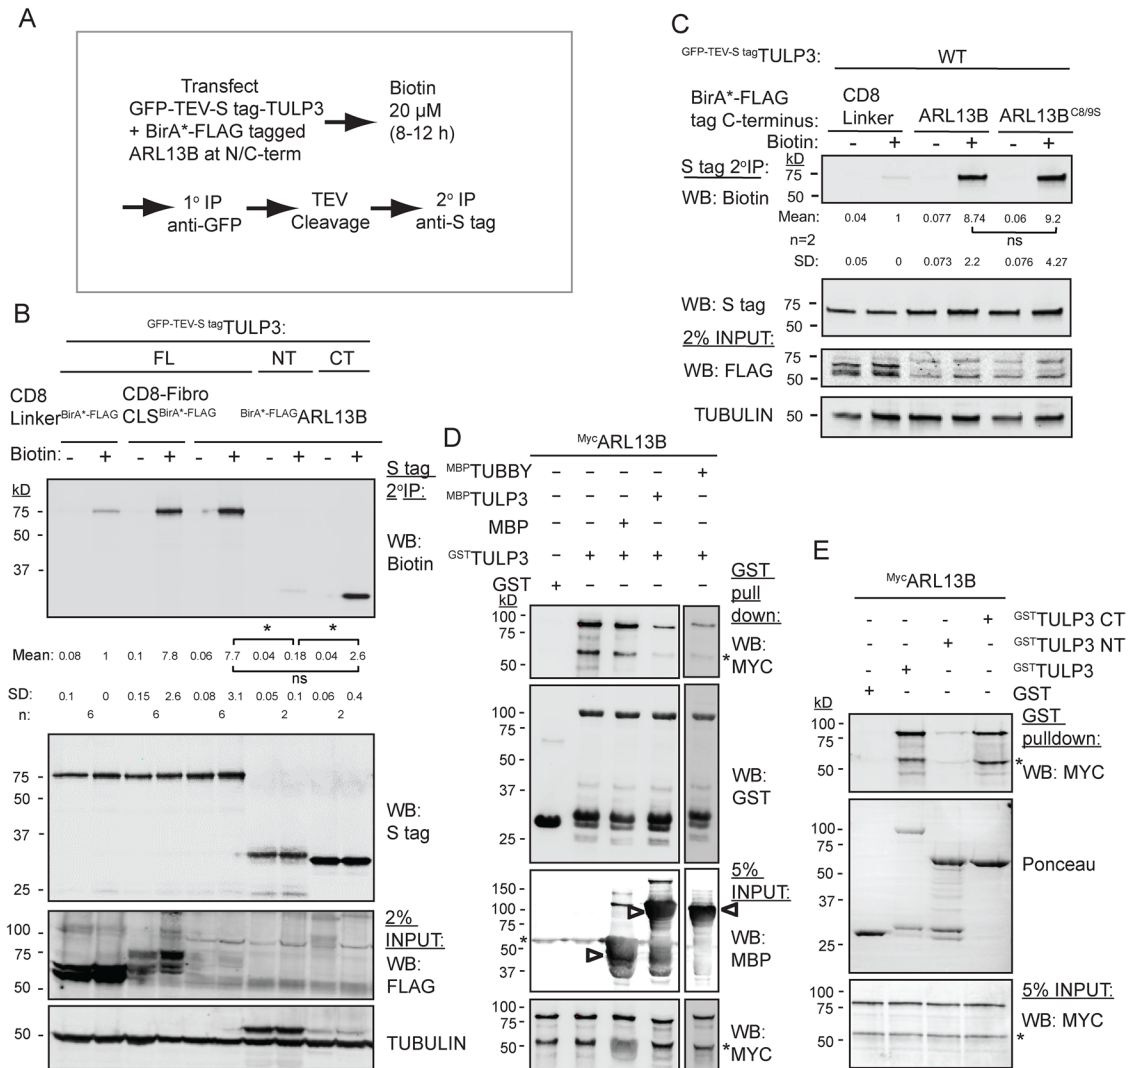 A
Transfect
GFP-TEV-S tag-TULP3
+ BirA*-FLAG tagged
ARL13B at N/C-term
Biotin
20 µM
(8-12 h)
1º IP
anti-GFP
TEV
Cleavage
2º IP
anti-S tag
B
GFP-TEV-S tagTULP3:
FL NT CT
CD8
LinkerBirA*-FLAG
CD8-Fibro
CLSBirA*-FLAG
BirA*-FLAGARL13B
Biotin: - + - + - + - + - +
kD
75
50
37
S tag
2ºIP:
WB:
Biotin
* *
Mean: 0.08 1 0.1 7.8 0.06 7.7 0.04 0.18 0.04 2.6
ns
SD: 0.1 0 0.15 2.6 0.08 3.1 0.05 0.1 0.06 0.4
n: 6 6 6 2 2
75
37
25
WB:
S tag
100
75
50
2%
INPUT:
WB:
FLAG
50
TUBULIN
C
GFP-TEV-S tagTULP3: WT
BirA*-FLAG
tag C-terminus:
CD8
Linker
ARL13B
ARL13BC8/9S
Biotin: - + - + - +
S tag 2ºIP:
WB: Biotin
kD
75
50
Mean: 0.04 1 0.077 8.74 0.06 9.2
n=2
ns
SD: 0.05 0 0.073 2.2 0.076 4.27
WB: S tag
75
50
2% INPUT:
WB: FLAG
75
50
TUBULIN 50
D
MycARL13B
MBPTUBBY - - - - +
MBPTULP3 - - - + -
MBP - - + - -
GSTTULP3 - + + + +
GST + - - - -
kD
100
75
50
GST
pull
down:
WB:
MYC
*
100
75
50
37
25
WB:
GST
150
100
75
50
37
*
5%
INPUT:
WB:
MBP
100
75
50
WB:
MYC
*
E
MycARL13B
- - - + GSTTULP3 CT
- - + - GSTTULP3 NT
- + - - GSTTULP3
+ - - - GST
kD
100
75
50
GST
pulldown:
*
WB: MYC
100
75
50
37
25
Ponceau
100
75
50
5% INPUT:
WB: MYC
*